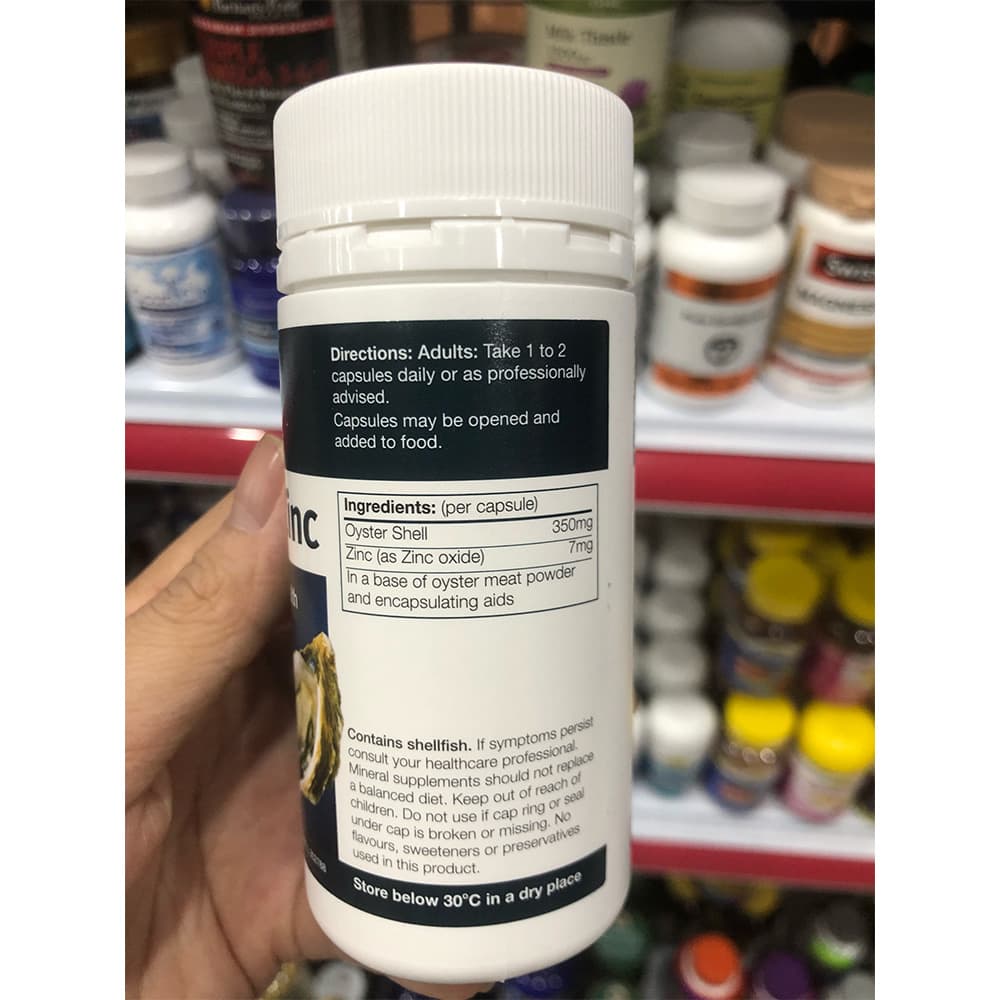 Directions: Adults: Take 1 to 2
capsules daily or as professionally
advised.
Capsules may be opened and
added to food.
inc
Ingredients: (per capsule)
Oyster Shell 350mg
Zinc (as Zinc oxide) 7mg
In a base of oyster meat powder
and encapsulating aids
Contains shellfish. If symptoms persist
consult your healthcare professional.
Mineral supplements should not replace
a balanced diet. Keep out of reach of
children. Do not use if cap ring or seal
under cap is broken or missing. No
flavours, sweeteners or preservatives
used in this product.
Store below 30°C in a dry place